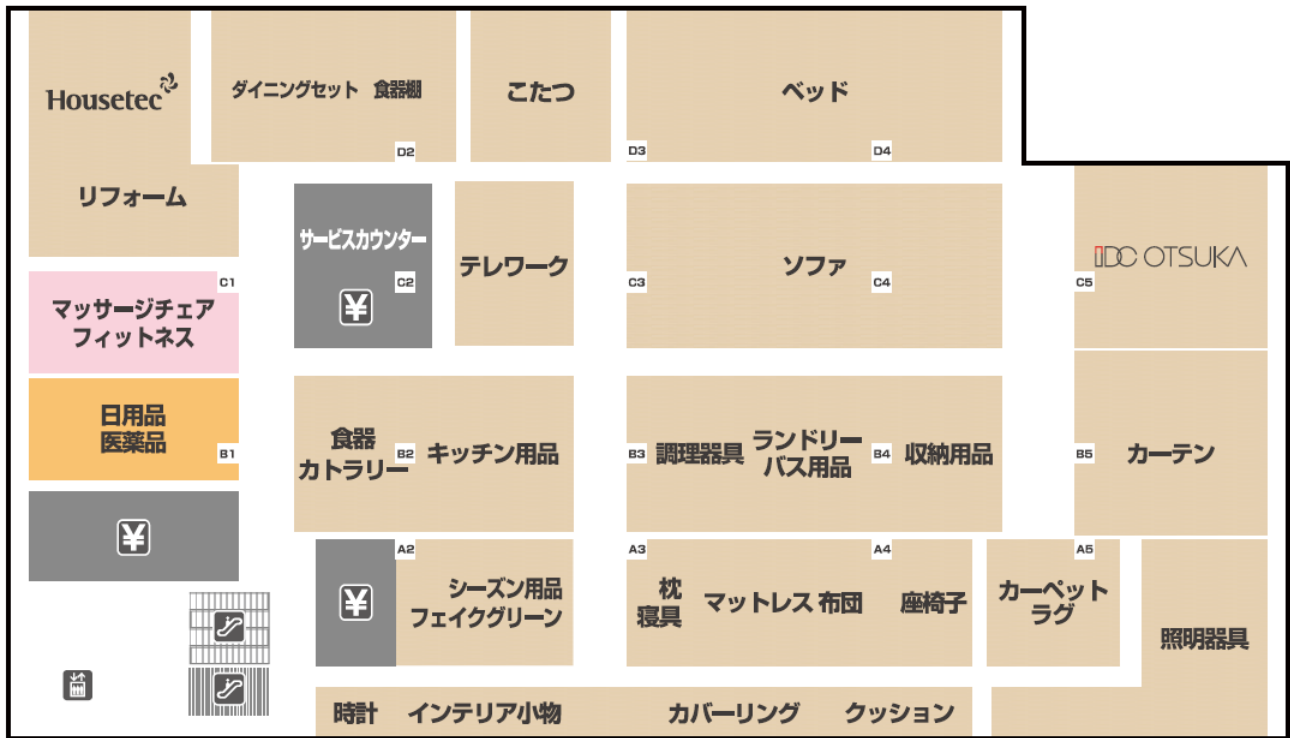 Housetec
ダイニングセット 食器棚
こたつ
ベッド
D2
D3
D4
リフォーム
サービスカウンター
¥
テレワーク
ソファ
IDC OTSUKA
C1
C2
C3
C4
C5
マッサージチェア
フィットネス
日用品
医薬品
B1
食器
カトラリー
B2
キッチン用品
B3
調理器具
ランドリー
バス用品
B4
収納用品
B5
カーテン
¥
¥
A2
シーズン用品
フェイクグリーン
A3
枕
寝具
マットレス 布団
A4
座椅子
カーペット
ラグ
A5
照明器具
時計 インテリア小物 カバーリング クッション